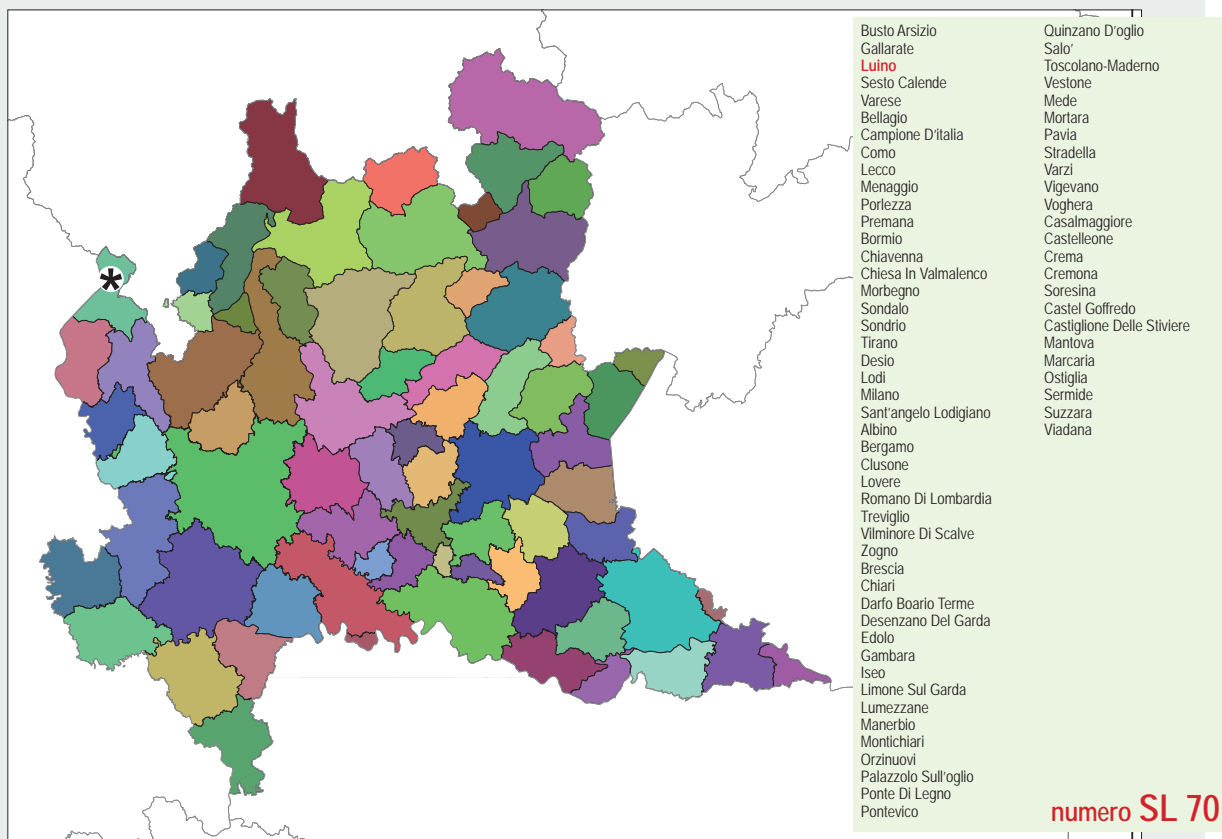 Busto Arsizio
Gallarate
Luino
Sesto Calende
Varese
Bellagio
Campione D'italia
Como
Lecco
Menaggio
Porlezza
Premana
Bormio
Chiavenna
Chiesa In Valmalenco
Morbegno
Sondalo
Sondrio
Tirano
Desio
Lodi
Milano
Sant'angelo Lodigiano
Albino
Bergamo
Clusone
Lovere
Romano Di Lombardia
Treviglio
Vilminore Di Scalve
Zogno
Brescia
Chiari
Darfo Boario Terme
Desenzano Del Garda
Edolo
Gambara
Iseo
Limone Sul Garda
Lumezzane
Manerbio
Montichiari
Orzinuovi
Palazzolo Sull'oglio
Ponte Di Legno
Pontevico
Quinzano D'oglio
Salo'
Toscolano-Maderno
Vestone
Mede
Mortara
Pavia
Stradella
Varzi
Vigevano
Voghera
Casalmaggiore
Castelleone
Crema
Cremona
Soresina
Castel Goffredo
Castiglione Delle Stiviere
Mantova
Marcaria
Ostiglia
Sermide
Suzzara
Viadana
numero SL 70
*